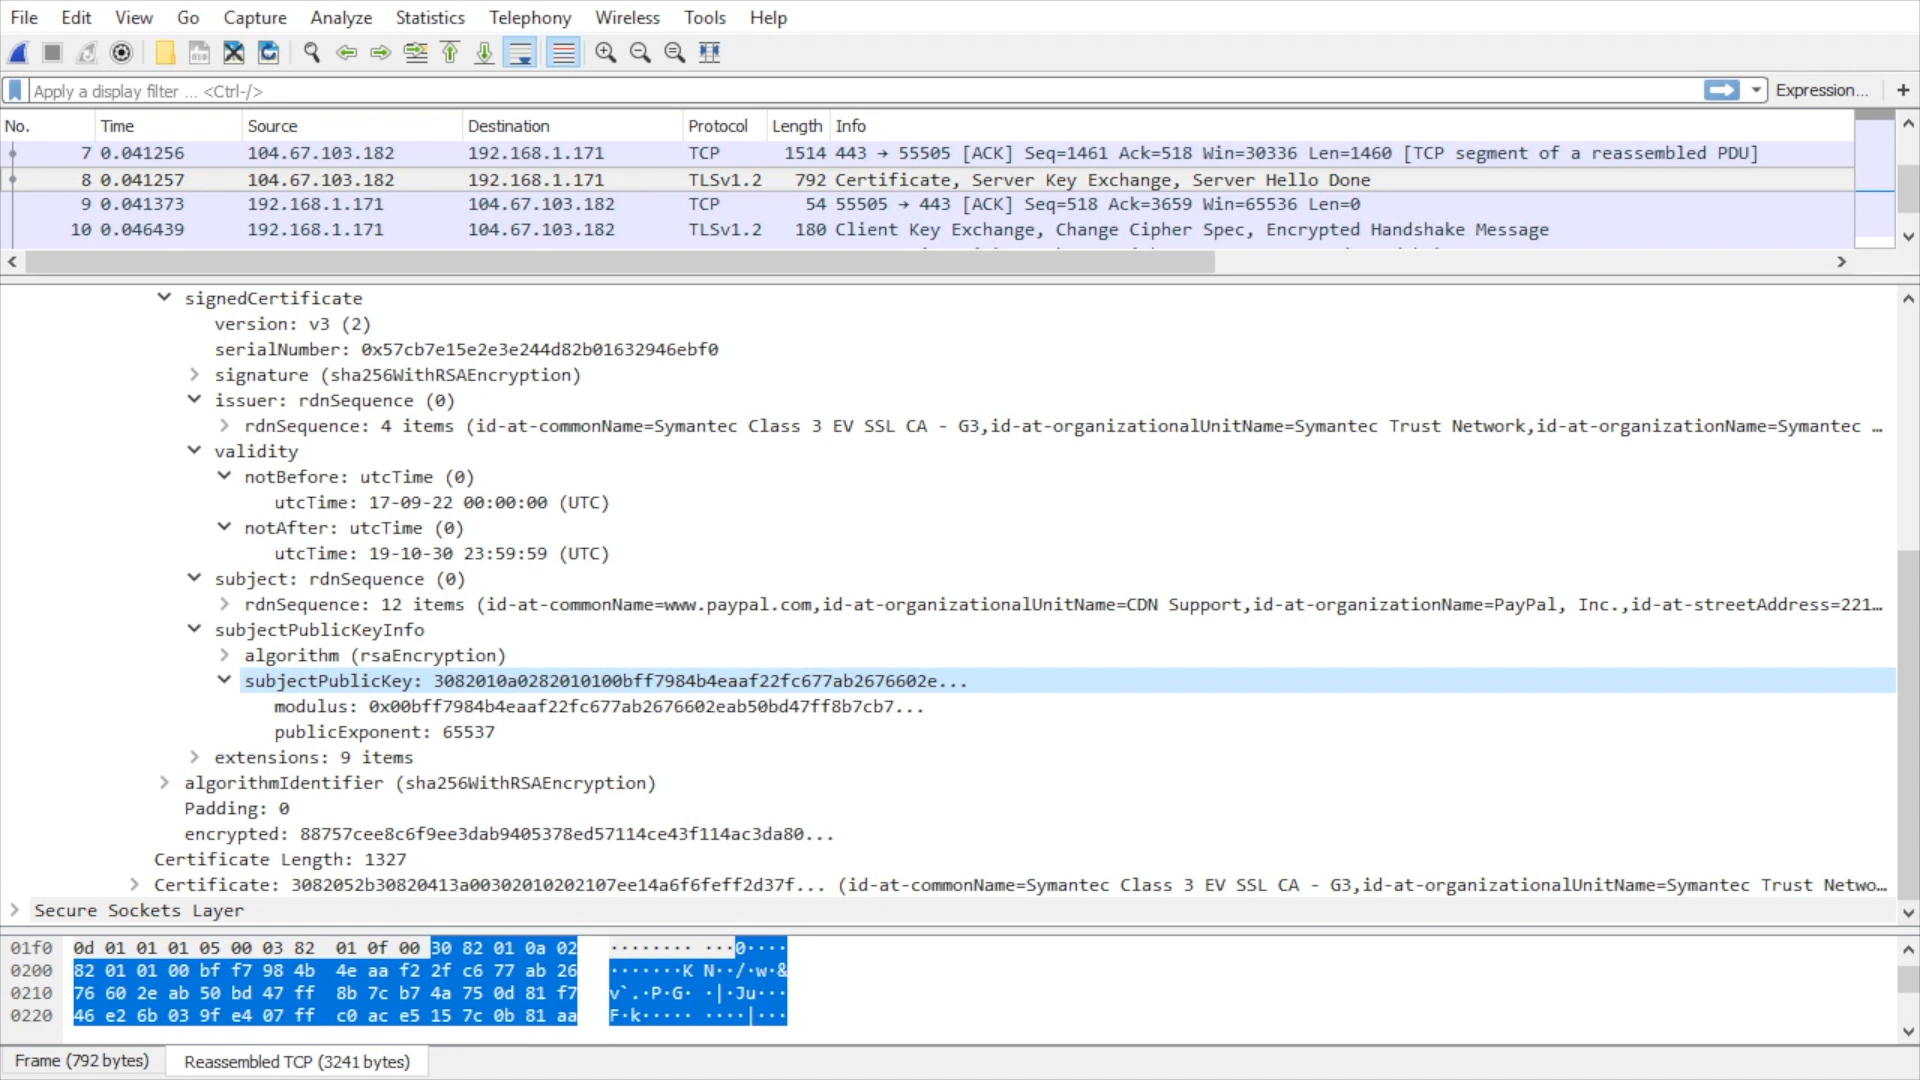 File Edit View Go Capture Analyze Statistics Telephony Wireless Tools Help
Apply a display filter ... <Ctrl-/> Expression... +
No. Time Source Destination Protocol Length Info
7 0.041256 104.67.103.182 192.168.1.171 TCP 1514 443 → 55505 [ACK] Seq=1461 Ack=518 Win=30336 Len=1460 [TCP segment of a reassembled PDU]
8 0.041257 104.67.103.182 192.168.1.171 TLSv1.2 792 Certificate, Server Key Exchange, Server Hello Done
9 0.041373 192.168.1.171 104.67.103.182 TCP 54 55505 → 443 [ACK] Seq=518 Ack=3659 Win=65536 Len=0
10 0.046439 192.168.1.171 104.67.103.182 TLSv1.2 180 Client Key Exchange, Change Cipher Spec, Encrypted Handshake Message
signedCertificate
version: v3 (2)
serialNumber: 0x57cb7e15e2e3e244d82b01632946ebf0
signature (sha256WithRSAEncryption)
issuer: rdnSequence (0)
rdnSequence: 4 items (id-at-commonName=Symantec Class 3 EV SSL CA - G3,id-at-organizationalUnitName=Symantec Trust Network,id-at-organizationName=Symantec …
validity
notBefore: utcTime (0)
utcTime: 17-09-22 00:00:00 (UTC)
notAfter: utcTime (0)
utcTime: 19-10-30 23:59:59 (UTC)
subject: rdnSequence (0)
rdnSequence: 12 items (id-at-commonName=www.paypal.com,id-at-organizationalUnitName=CDN Support,id-at-organizationName=PayPal, Inc.,id-at-streetAddress=221…
subjectPublicKeyInfo
algorithm (rsaEncryption)
subjectPublicKey: 3082010a0282010100bff7984b4eaaf22fc677ab2676602e...
modulus: 0x00bff7984b4eaaf22fc677ab2676602eab50bd47ff8b7cb7...
publicExponent: 65537
extensions: 9 items
algorithmIdentifier (sha256WithRSAEncryption)
Padding: 0
encrypted: 88757cee8c6f9ee3dab9405378ed57114ce43f114ac3da80...
Certificate Length: 1327
Certificate: 3082052b30820413a00302010202107ee14a6f6feff2d37f... (id-at-commonName=Symantec Class 3 EV SSL CA - G3,id-at-organizationalUnitName=Symantec Trust Netwo…
Secure Sockets Layer
01f0 0d 01 01 01 05 00 03 82 01 0f 00 30 82 01 0a 02 ········ ···0····
0200 82 01 01 00 bf f7 98 4b 4e aa f2 2f c6 77 ab 26 ·······K N··/·w·&
0210 76 60 2e ab 50 bd 47 ff 8b 7c b7 4a 75 0d 81 f7 v`.·P·G· ·|·Ju···
0220 46 e2 6b 03 9f e4 07 ff c0 ac e5 15 7c 0b 81 aa F·k····· ····|···
Frame (792 bytes) Reassembled TCP (3241 bytes)